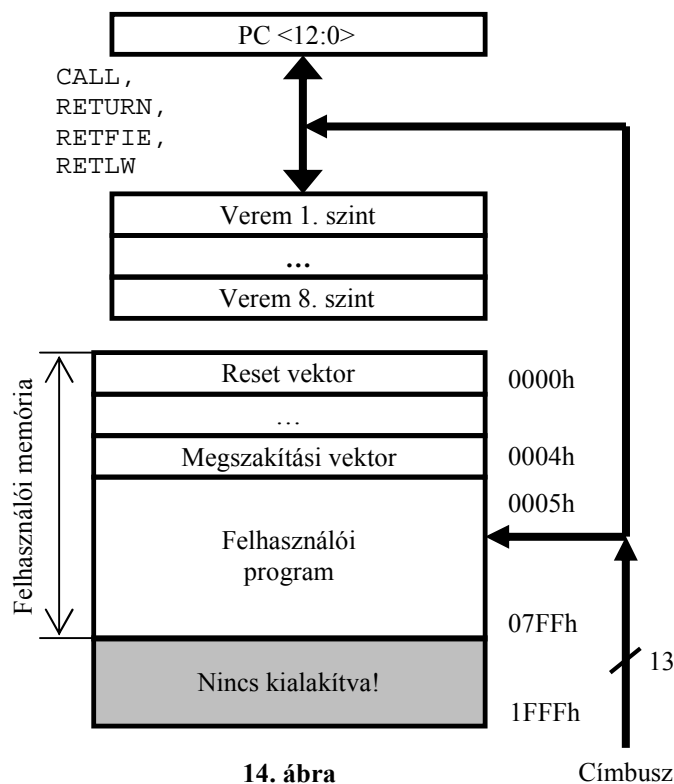 PC <12:0>
CALL,
RETURN,
RETFIE,
RETLW
Verem 1. szint
...
Verem 8. szint
Felhasználói memória
Reset vektor
0000h
...
Megszakítási vektor
0004h
0005h
Felhasználói
program
07FFh
13
Nincs kialakítva!
1FFFh
14. ábra
Címbusz